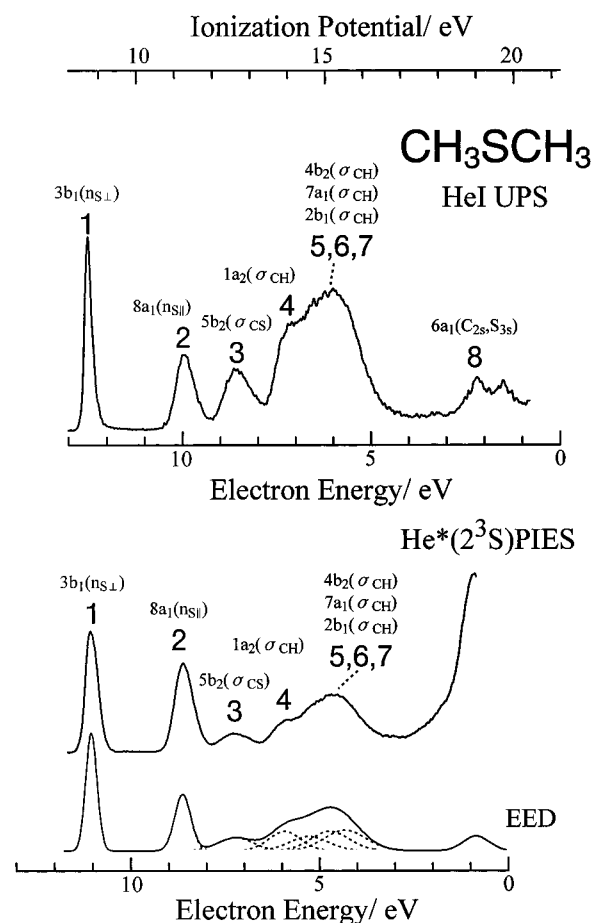 Ionization Potential/ eV
10 15 20
CH₃SCH₃
HeI UPS
4b₂(σCH)
7a₁(σCH)
2b₁(σCH)
5,6,7
3b₁(nS⊥)
1
1a₂(σCH)
4
8a₁(nS||)
2
5b₂(σCS)
3
6a₁(C2s,S3s)
8
10 5 0
Electron Energy/ eV
He*(2³S)PIES
3b₁(nS⊥)
1
8a₁(nS||)
2
4b₂(σCH)
7a₁(σCH)
2b₁(σCH)
5,6,7
1a₂(σCH)
4
5b₂(σCS)
3
EED
10 5 0
Electron Energy/ eV